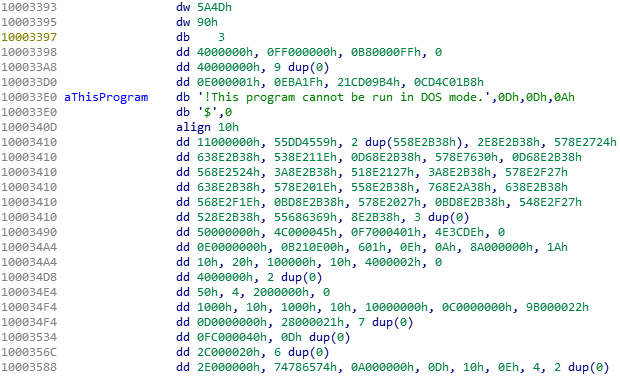 10003393 dw 5A4Dh
10003395 dw 90h
10003397 db 3
10003398 dd 4000000h, 0FF000000h, 0B80000FFh, 0
100033A8 dd 40000000h, 9 dup(0)
100033D0 dd 0E000001h, 0EBA1Fh, 21CD09B4h, 0CD4C01B8h
100033E0 aThisProgram db '!This program cannot be run in DOS mode.',0Dh,0Dh,0Ah
100033E0 db '$',0
1000340D align 10h
10003410 dd 11000000h, 55DD4559h, 2 dup(558E2B38h), 2E8E2B38h, 578E2724h
10003410 dd 638E2B38h, 538E211Eh, 0D68E2B38h, 578E7630h, 0D68E2B38h
10003410 dd 568E2524h, 3A8E2B38h, 518E2127h, 3A8E2B38h, 578E2F27h
10003410 dd 638E2B38h, 578E201Eh, 558E2B38h, 768E2A38h, 638E2B38h
10003410 dd 568E2F1Eh, 0BD8E2B38h, 578E2027h, 0BD8E2B38h, 548E2F27h
10003410 dd 528E2B38h, 55686369h, 8E2B38h, 3 dup(0)
10003490 dd 50000000h, 4C000045h, 0F7000401h, 4E3CDEh, 0
100034A4 dd 0E0000000h, 0B210E00h, 601h, 0Eh, 0Ah, 8A000000h, 1Ah
100034A4 dd 10h, 20h, 100000h, 10h, 4000002h, 0
100034D8 dd 4000000h, 2 dup(0)
100034E4 dd 50h, 4, 2000000h, 0
100034F4 dd 1000h, 10h, 1000h, 10h, 10000000h, 0C0000000h, 9B000022h
100034F4 dd 0D0000000h, 28000021h, 7 dup(0)
10003534 dd 0FC000040h, 0Dh dup(0)
1000356C dd 2C000020h, 6 dup(0)
10003588 dd 2E000000h, 74786574h, 0A000000h, 0Dh, 10h, 0Eh, 4, 2 dup(0)